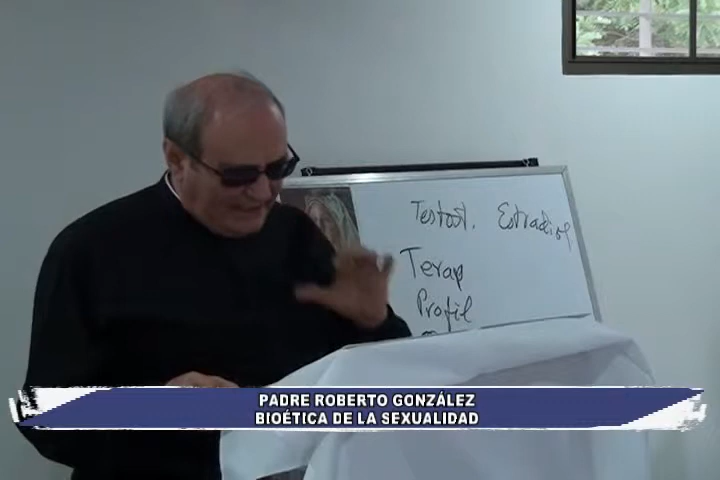 Testost. Estradiol
Terap
Profil
PADRE ROBERTO GONZÁLEZ
BIOÉTICA DE LA SEXUALIDAD